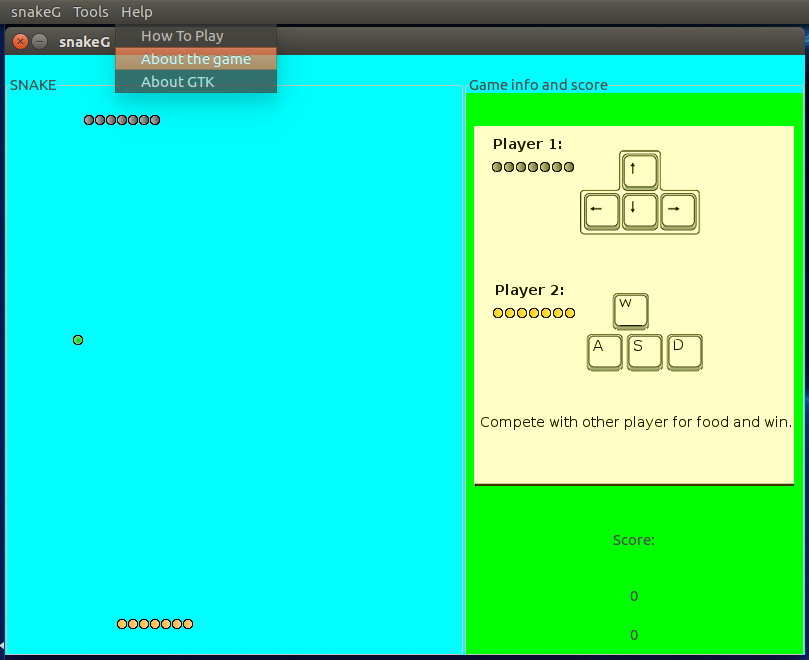 snakeG Tools Help
snakeG
How To Play
About the game
About GTK
SNAKE
Game info and score
Player 1:
↑
← ↓ →
Player 2:
W
A S D
Compete with other player for food and win.
Score:
0
0